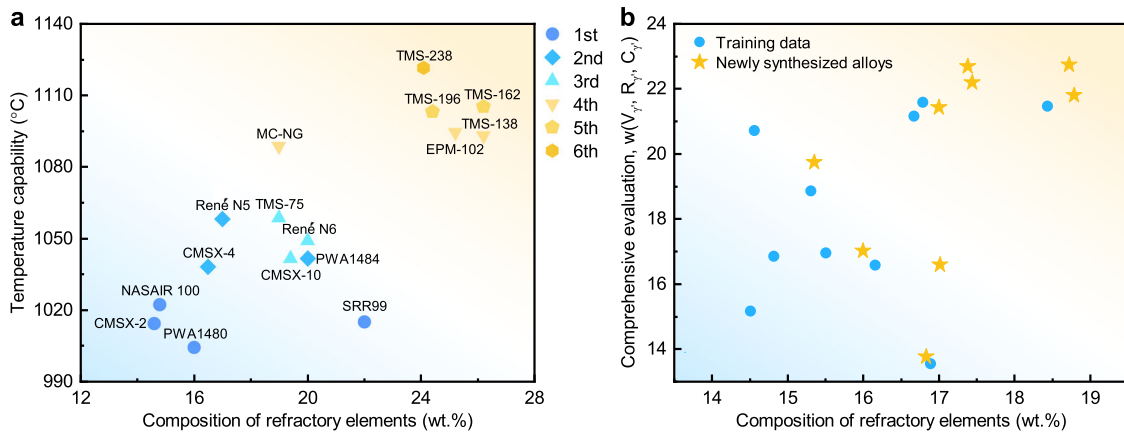 a
Temperature capability (°C)
1140
1110
1080
1050
1020
990
12
16
20
24
28
Composition of refractory elements (wt.%)
TMS-238
TMS-196
TMS-162
TMS-138
EPM-102
MC-NG
René N5
TMS-75
René N6
CMSX-4
PWA1484
CMSX-10
NASAIR 100
SRR99
CMSX-2
PWA1480
1st
2nd
3rd
4th
5th
6th
b
Comprehensive evaluation, w(Vγ', Rγ', Cγ')
24
22
20
18
16
14
14
15
16
17
18
19
Composition of refractory elements (wt.%)
Training data
Newly synthesized alloys